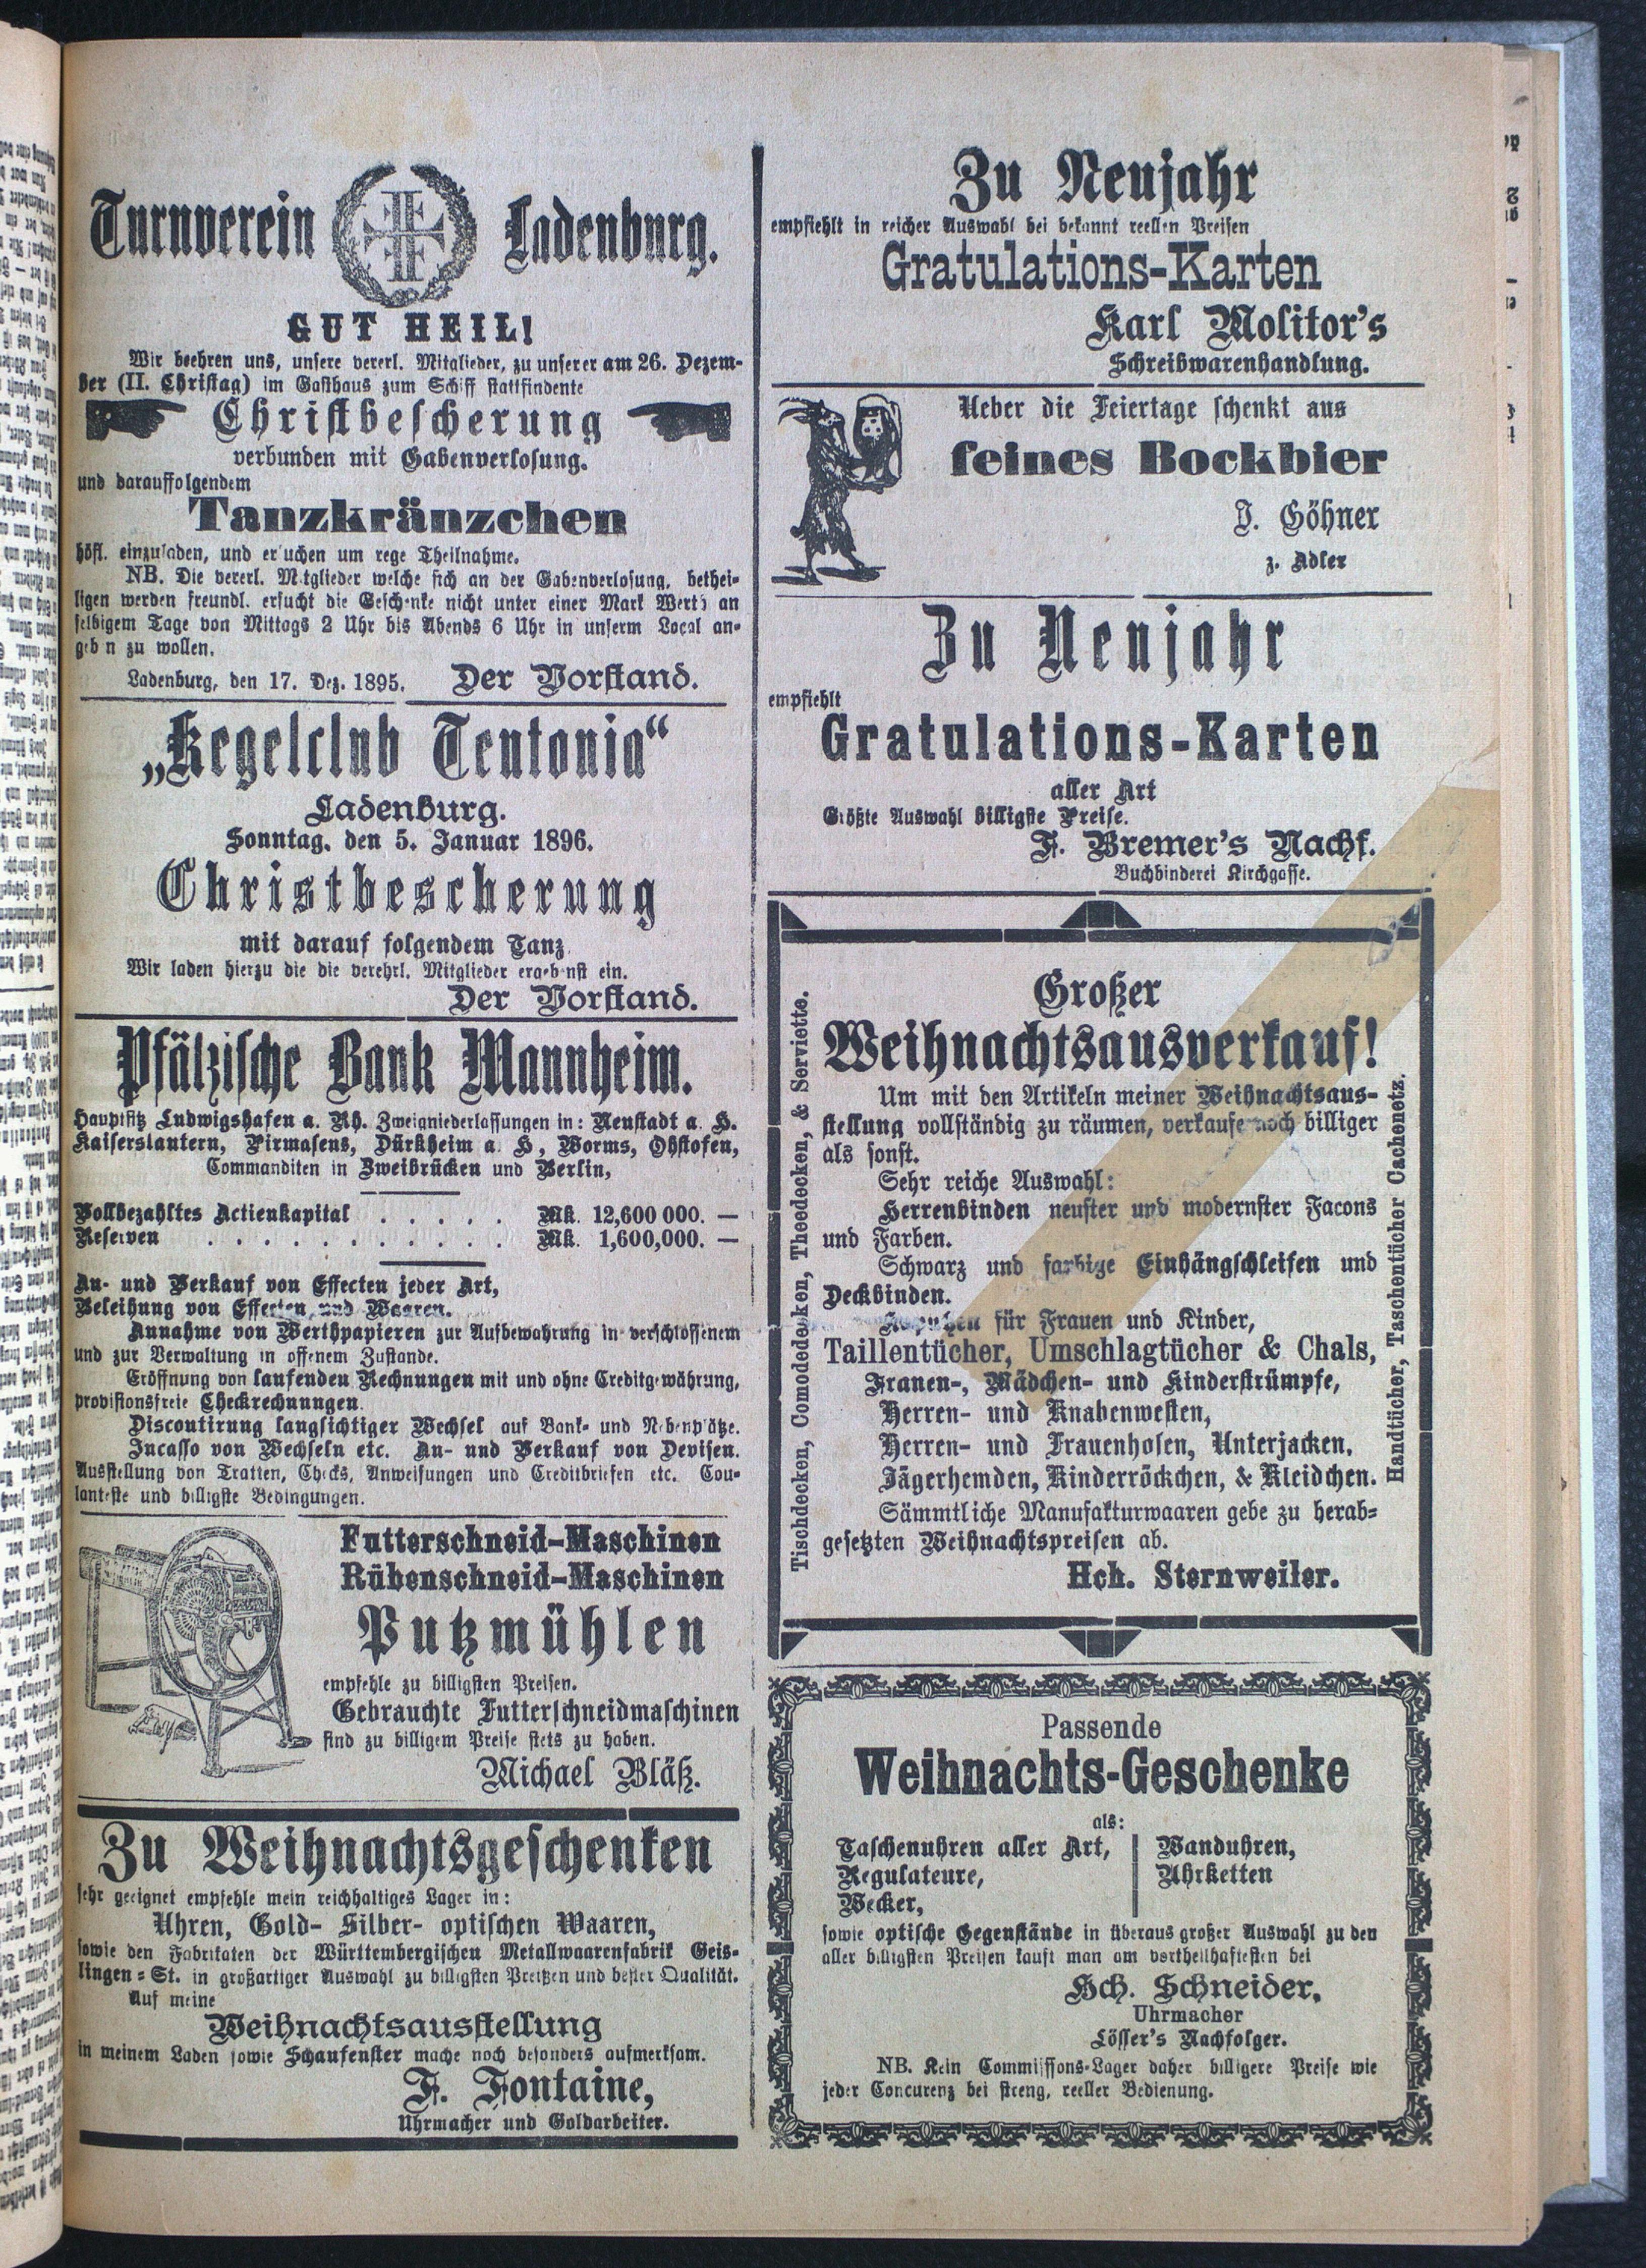 Turnverein Ladenburg.
GUT HEIL!
Wir beehren uns, unsere vererl. Mitglieder, zu unserer am 26. Dezem-
ber (II. Christag) im Gasthaus zum Schiff stattfindente
Christbescherung
verbunden mit Gabenverlosung.
und darauffolgendem
Tanzkränzchen
höfl. einzuladen, und er uchen um rege Theilnahme.
NB. Die vererl. M tglieder welche sich an der Gabenverlosung, bethei-
ligen werden freundl. ersucht die Gesch nke nicht unter einer Mark Werth an
selbigem Tage von Mittags 2 Uhr bis Abends 6 Uhr in unserm Local an-
geb n zu wollen.
Ladenburg, den 17. Dez. 1895. Der Vorstand.
„Kegelclub Teutonia“
Ladenburg.
Sonntag, den 5. Januar 1896.
Christbescherung
mit darauf folgendem Tanz.
Wir laden hierzu die die verehrl. Mitglieder ergebenst ein.
Der Vorstand.
Pfälzische Bank Mannheim.
Hauptsitz Ludwigshafen a. Rh. Zweigniederlassungen in: Neustadt a. H.
Kaiserslautern, Pirmasens, Dürkheim a. H, Worms, Ohstofen,
Commanditen in Zweibrücken und Berlin,
Vollbezahltes Actienkapital . . . . . Mk. 12,600 000. —
Reserven . . . . . . . . . . Mk. 1,600,000. —
An- und Verkauf von Effecten jeder Art,
Beleihung von Effecten und Waaren.
Annahme von Werthpapieren zur Aufbewahrung in verschlossenem
und zur Verwaltung in offenem Zustande.
Eröffnung von laufenden Rechnungen mit und ohne Creditgewährung,
provisionsfreie Checkrechnungen.
Discontirung langsichtiger Wechsel auf Bank- und Nebenplätze.
Incasso von Wechseln etc. An- und Verkauf von Devisen.
Ausstellung von Tratten, Checks, Anweisungen und Creditbriefen etc. Cou-
lanteste und billigste Bedingungen.
Futterschneid-Maschinen
Rübenschneid-Maschinen
Putzmühlen
empfehle zu billigsten Preisen.
Gebrauchte Futterschneidmaschinen
sind zu billigem Preise stets zu haben.
Michael Bläß.
Zu Weihnachtsgeschenken
sehr geeignet empfehle mein reichhaltiges Lager in:
Uhren, Gold- Silber- optischen Waaren,
sowie den Fabrikaten der Württembergischen Metallwaarenfabrik Geis-
lingen-St. in großartiger Auswahl zu billigsten Preißen und bester Qualität.
Auf meine
Weihnachtsausstellung
in meinem Laden sowie Schaufenster mache noch besonders aufmerksam.
F. Fontaine,
Uhrmacher und Goldarbeiter.
Zu Neujahr
empfiehlt in reicher Auswahl bei bekannt reellen Preisen
Gratulations-Karten
Karl Molitor's
Schreibwarenhandlung.
Ueber die Feiertage schenkt aus
feines Bockbier
J. Göhner
z. Adler
Zu Neujahr
empfiehlt
Gratulations-Karten
aller Art
Größte Auswahl billigste Preise.
F. Bremer's Nachf.
Buchbinderei Kirchgasse.
Tischdecken, Comodedecken, Theedecken, & Serviette.
Großer
Weihnachtsausverkauf!
Um mit den Artikeln meiner Weihnachtsaus-
stellung vollständig zu räumen, verkaufe noch billiger
als sonst.
Sehr reiche Auswahl:
Herrenbinden neuster und modernster Facons
und Farben.
Schwarz und farbige Einhängschleifen und
Deckbinden.
für Frauen und Kinder,
Taillentücher, Umschlagtücher & Chals,
Franen-, Mädchen- und Kinderstrümpfe,
Herren- und Knabenwesten,
Herren- und Frauenhosen, Unterjacken,
Jägerhemden, Kinderröckchen, & Kleidchen.
Sämmtliche Manufakturwaaren gebe zu herab-
gesetzten Weihnachtspreisen ab.
Hch. Sternweiler.
Handtücher, Taschentücher Cachenetz.
Passende
Weihnachts-Geschenke
als:
Taschenuhren aller Art,
Regulateure,
Wecker,
Wanduhren,
Uhrketten
sowie optische Gegenstände in überaus großer Auswahl zu den
aller billigsten Preisen kauft man am vortheilhaftesten bei
Hch. Schneider,
Uhrmacher
Lösser's Nachfolger.
NB. Kein Commissions-Lager daher billigere Preise wie
jeder Concurenz bei streng, reeller Bedienung.